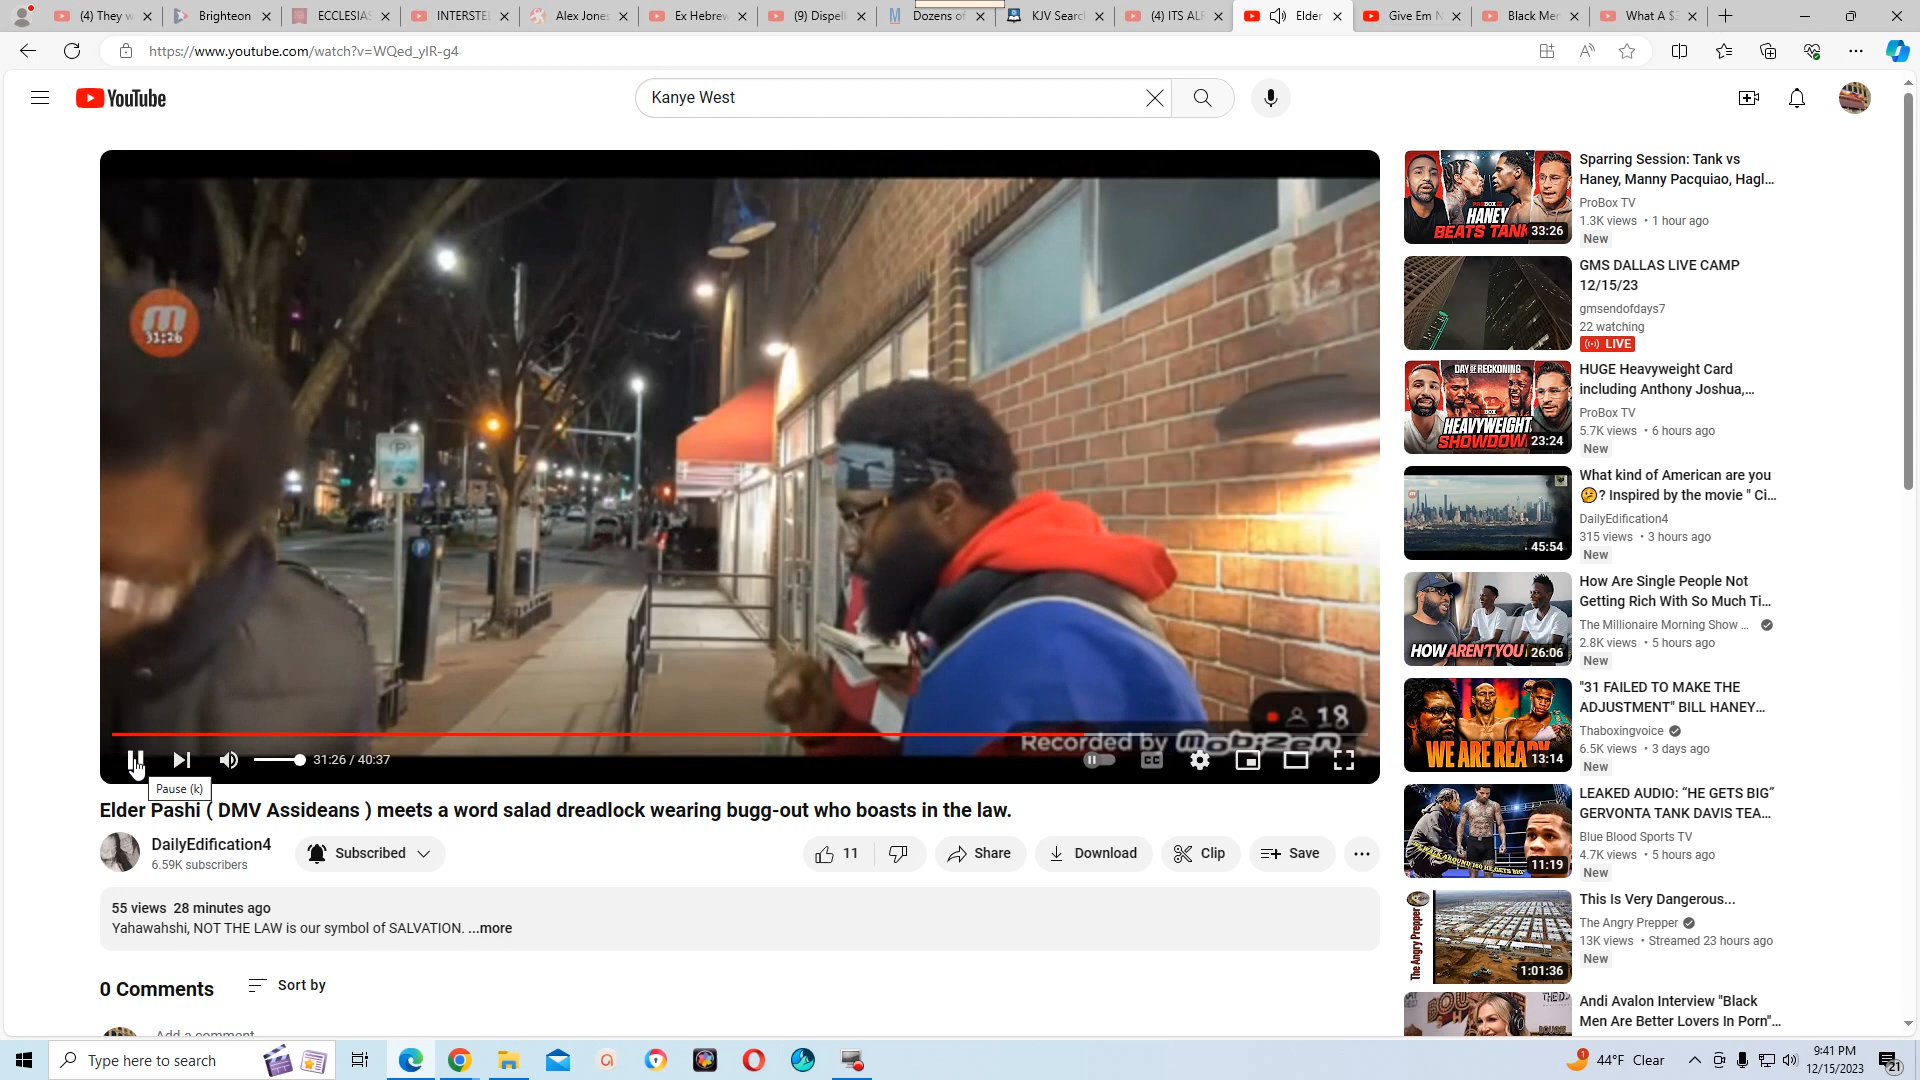 (4) They w
Brighteon
ECCLESIAS
INTERSTEL
Alex Jones
Ex Hebrew
(9) Dispell
Dozens of
KJV Searc
(4) ITS ALF
Elder
Give Em N
Black Mer
What A $
https://www.youtube.com/watch?v=WQed_yIR-g4
YouTube
Kanye West
31:26
18
Recorded by MOBIZEN
31:26 / 40:37
CC
Pause (k)
Elder Pashi ( DMV Assideans ) meets a word salad dreadlock wearing bugg-out who boasts in the law.
DailyEdification4
6.59K subscribers
Subscribed
11
Share
Download
Clip
Save
55 views 28 minutes ago
Yahawahshi, NOT THE LAW is our symbol of SALVATION. ...more
0 Comments
Sort by
Add a comment
HANEY
BEATS TANK
33:26
Sparring Session: Tank vs
Haney, Manny Pacquiao, Hagl...
ProBox TV
1.3K views • 1 hour ago
New
GMS DALLAS LIVE CAMP
12/15/23
gmsendofdays7
22 watching
LIVE
DAY OF RECKONING
HEAVYWEIGHT
SHOWDOWN
23:24
HUGE Heavyweight Card
including Anthony Joshua,...
ProBox TV
5.7K views • 6 hours ago
New
45:54
What kind of American are you
🤔? Inspired by the movie " Ci...
DailyEdification4
315 views • 3 hours ago
New
HOW AREN'T YOU
26:06
How Are Single People Not
Getting Rich With So Much Ti...
The Millionaire Morning Show ...
2.8K views • 5 hours ago
New
WE ARE READ
13:14
"31 FAILED TO MAKE THE
ADJUSTMENT" BILL HANEY...
Thaboxingvoice
6.5K views • 3 days ago
New
11:19
LEAKED AUDIO: “HE GETS BIG”
GERVONTA TANK DAVIS TEA...
Blue Blood Sports TV
4.7K views • 5 hours ago
New
The Angry Prepper
1:01:36
This Is Very Dangerous...
The Angry Prepper
13K views • Streamed 23 hours ago
New
Andi Avalon Interview "Black
Men Are Better Lovers In Porn"...
Type here to search
44°F Clear
9:41 PM
12/15/2023
21